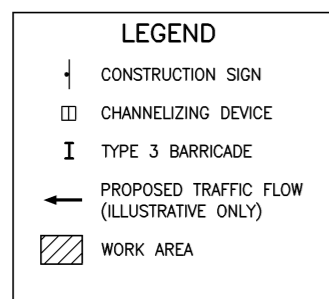 LEGEND
CONSTRUCTION SIGN
CHANNELIZING DEVICE
TYPE 3 BARRICADE
PROPOSED TRAFFIC FLOW
(ILLUSTRATIVE ONLY)
WORK AREA